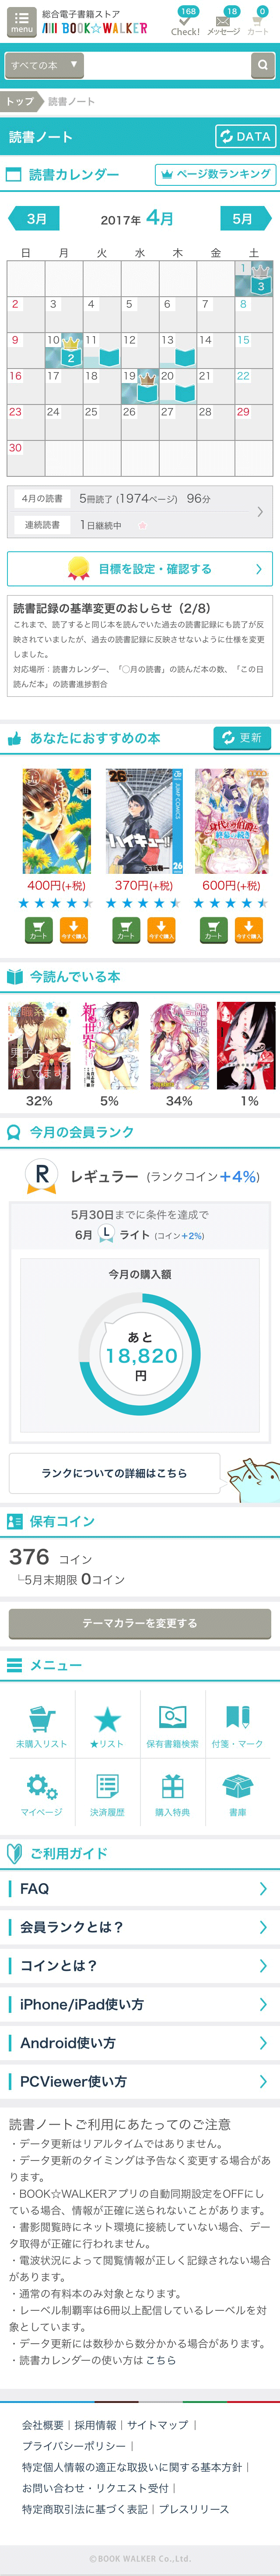 menu
総合電子書籍ストア
BOOK☆WALKER
168
Check!
18
メッセージ
0
カート
すべての本 ▼
トップ 読書ノート
読書ノート
DATA
読書カレンダー
ページ数ランキング
3月
2017年 4月
5月
日 月 火 水 木 金 土
1
3
2 3 4 5 6 7 8
9 10 11 12 13 14 15
2
16 17 18 19 20 21 22
23 24 25 26 27 28 29
30
4月の読書 5冊読了 (1974ページ) 96分
連続読書 1日継続中
目標を設定・確認する
読書記録の基準変更のおしらせ（2/8）
これまで、読了すると同じ本を読んでいた過去の読書記録にも読了が反
映されていましたが、過去の読書記録に反映させないように仕様を変更
しました。
対応場所：読書カレンダー、「◯月の読書」の読んだ本の数、「この日
読んだ本」の読書進捗割合
あなたにおすすめの本
更新
26
ハイキュー!!
JUMP COMICS
400円(+税)
370円(+税)
600円(+税)
カート 今すぐ購入
カート 今すぐ購入
カート 今すぐ購入
今読んでいる本
32%
5%
34%
1%
今月の会員ランク
R
レギュラー (ランクコイン+4%)
5月30日までに条件を達成で
6月 L ライト (コイン+2%)
今月の購入額
あと
18,820
円
ランクについての詳細はこちら
保有コイン
376 コイン
└5月末期限 0コイン
テーマカラーを変更する
メニュー
未購入リスト
★リスト
保有書籍検索
付箋・マーク
マイページ
決済履歴
購入特典
書庫
ご利用ガイド
FAQ
会員ランクとは？
コインとは？
iPhone/iPad使い方
Android使い方
PCViewer使い方
読書ノートご利用にあたってのご注意
・データ更新はリアルタイムではありません。
・データ更新のタイミングは予告なく変更する場合があ
ります。
・BOOK☆WALKERアプリの自動同期設定をOFFにし
ている場合、情報が正確に送られないことがあります。
・書影閲覧時にネット環境に接続していない場合、デー
タ取得が正確に行われません。
・電波状況によって閲覧情報が正しく記録されない場合
があります。
・通常の有料本のみ対象となります。
・レーベル制覇率は6冊以上配信しているレーベルを対
象としています。
・データ更新には数秒から数分かかる場合があります。
・読書カレンダーの使い方は こちら
会社概要｜採用情報｜サイトマップ｜
プライバシーポリシー｜
特定個人情報の適正な取扱いに関する基本方針｜
お問い合わせ・リクエスト受付｜
特定商取引法に基づく表記｜プレスリリース
©BOOK WALKER Co.,Ltd.